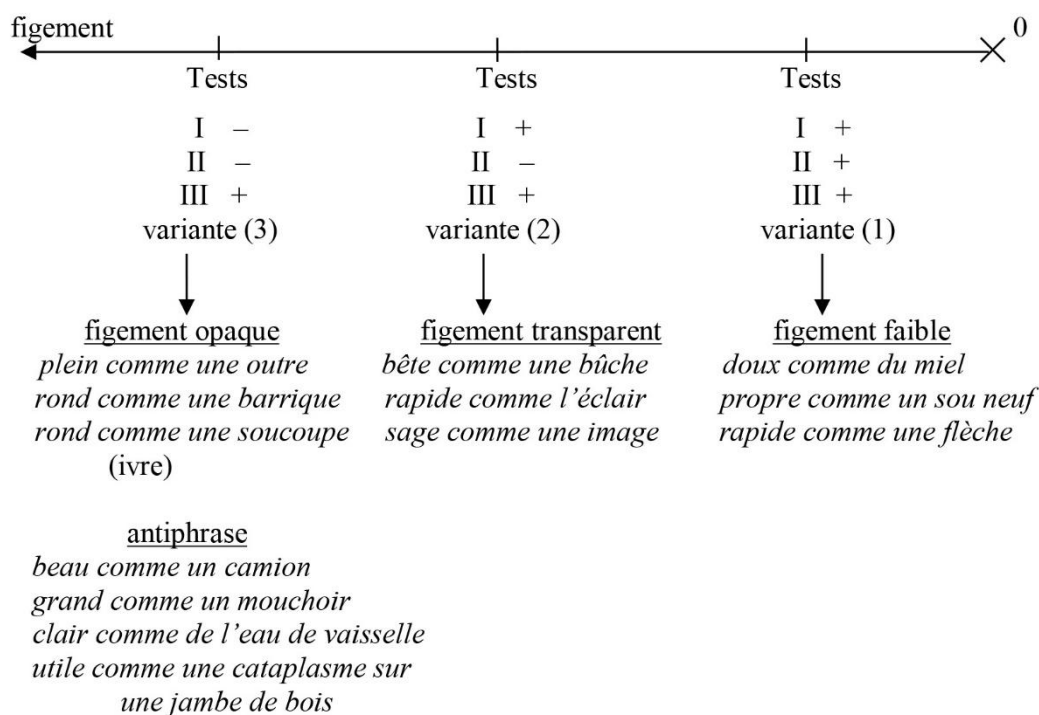 figement 0
Tests Tests Tests
I – I + I +
II – II – II +
III + III + III +
variante (3) variante (2) variante (1)
figement opaque figement transparent figement faible
plein comme une outre bête comme une bûche doux comme du miel
rond comme une barrique rapide comme l’éclair propre comme un sou neuf
rond comme une soucoupe sage comme une image rapide comme une flèche
(ivre)
antiphrase
beau comme un camion
grand comme un mouchoir
clair comme de l’eau de vaisselle
utile comme une cataplasme sur
une jambe de bois